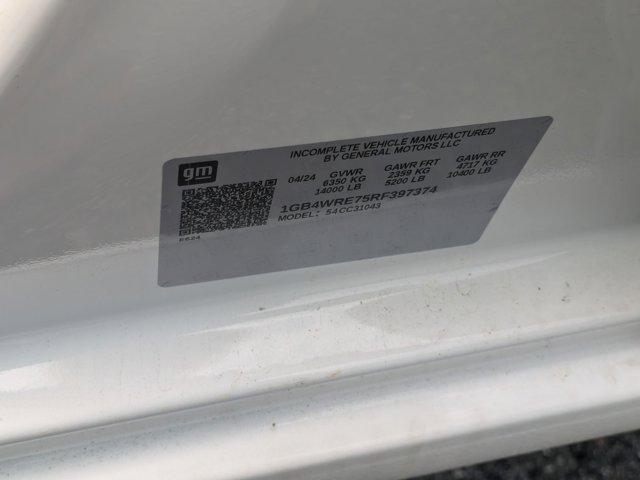 gm
INCOMPLETE VEHICLE MANUFACTURED
BY GENERAL MOTORS LLC
04/24 GVWR GAWR FRT GAWR RR
6350 KG 2359 KG 4717 KG
14000 LB 5200 LB 10400 LB
1GB4WRE75RF397374
MODEL: 54CC31043